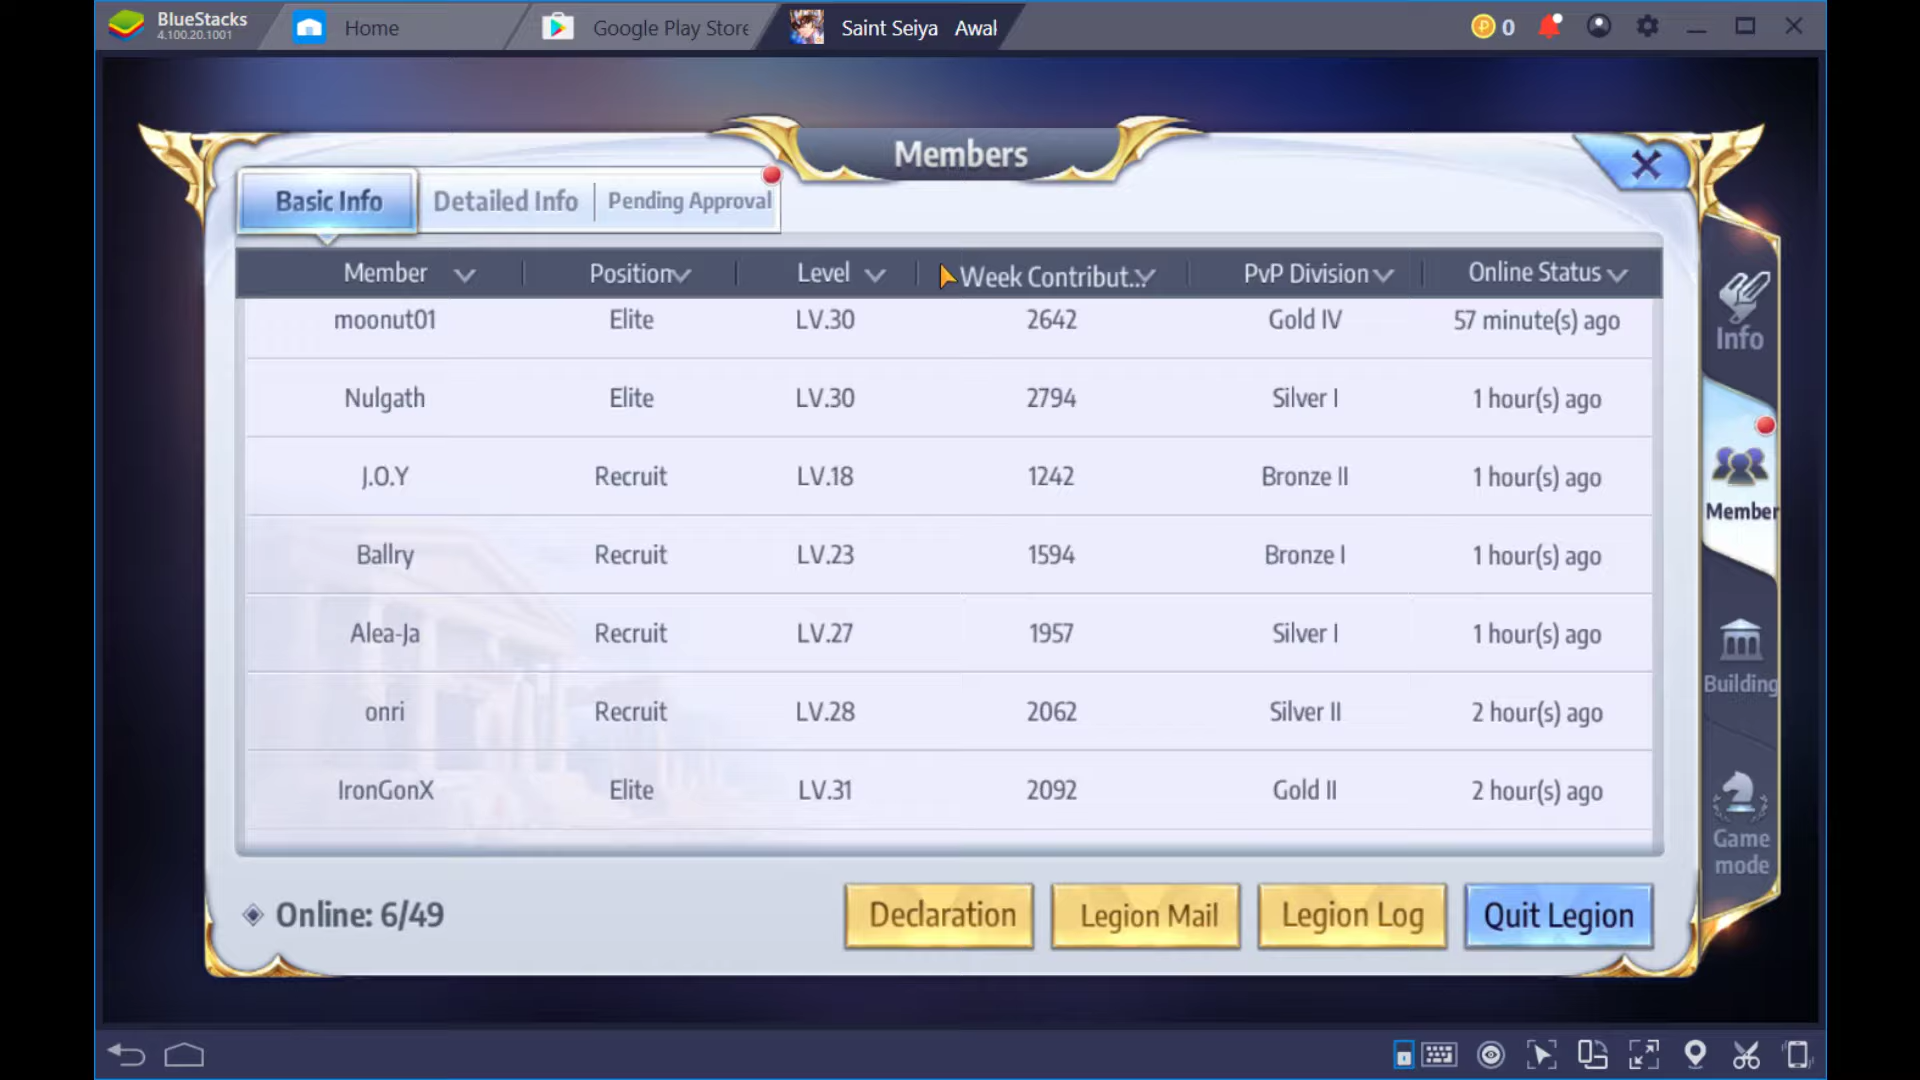 BlueStacks
4.100.20.1001
Home
Google Play Store
Saint Seiya Awal
0
Members
Basic Info
Detailed Info
Pending Approval
Member Position Level Week Contribut... PvP Division Online Status
moonut01 Elite LV.30 2642 Gold IV 57 minute(s) ago
Nulgath Elite LV.30 2794 Silver I 1 hour(s) ago
J.O.Y Recruit LV.18 1242 Bronze II 1 hour(s) ago
Ballry Recruit LV.23 1594 Bronze I 1 hour(s) ago
Alea-Ja Recruit LV.27 1957 Silver I 1 hour(s) ago
onri Recruit LV.28 2062 Silver II 2 hour(s) ago
IronGonX Elite LV.31 2092 Gold II 2 hour(s) ago
Online: 6/49
Declaration
Legion Mail
Legion Log
Quit Legion
Info
Member
Building
Game
mode